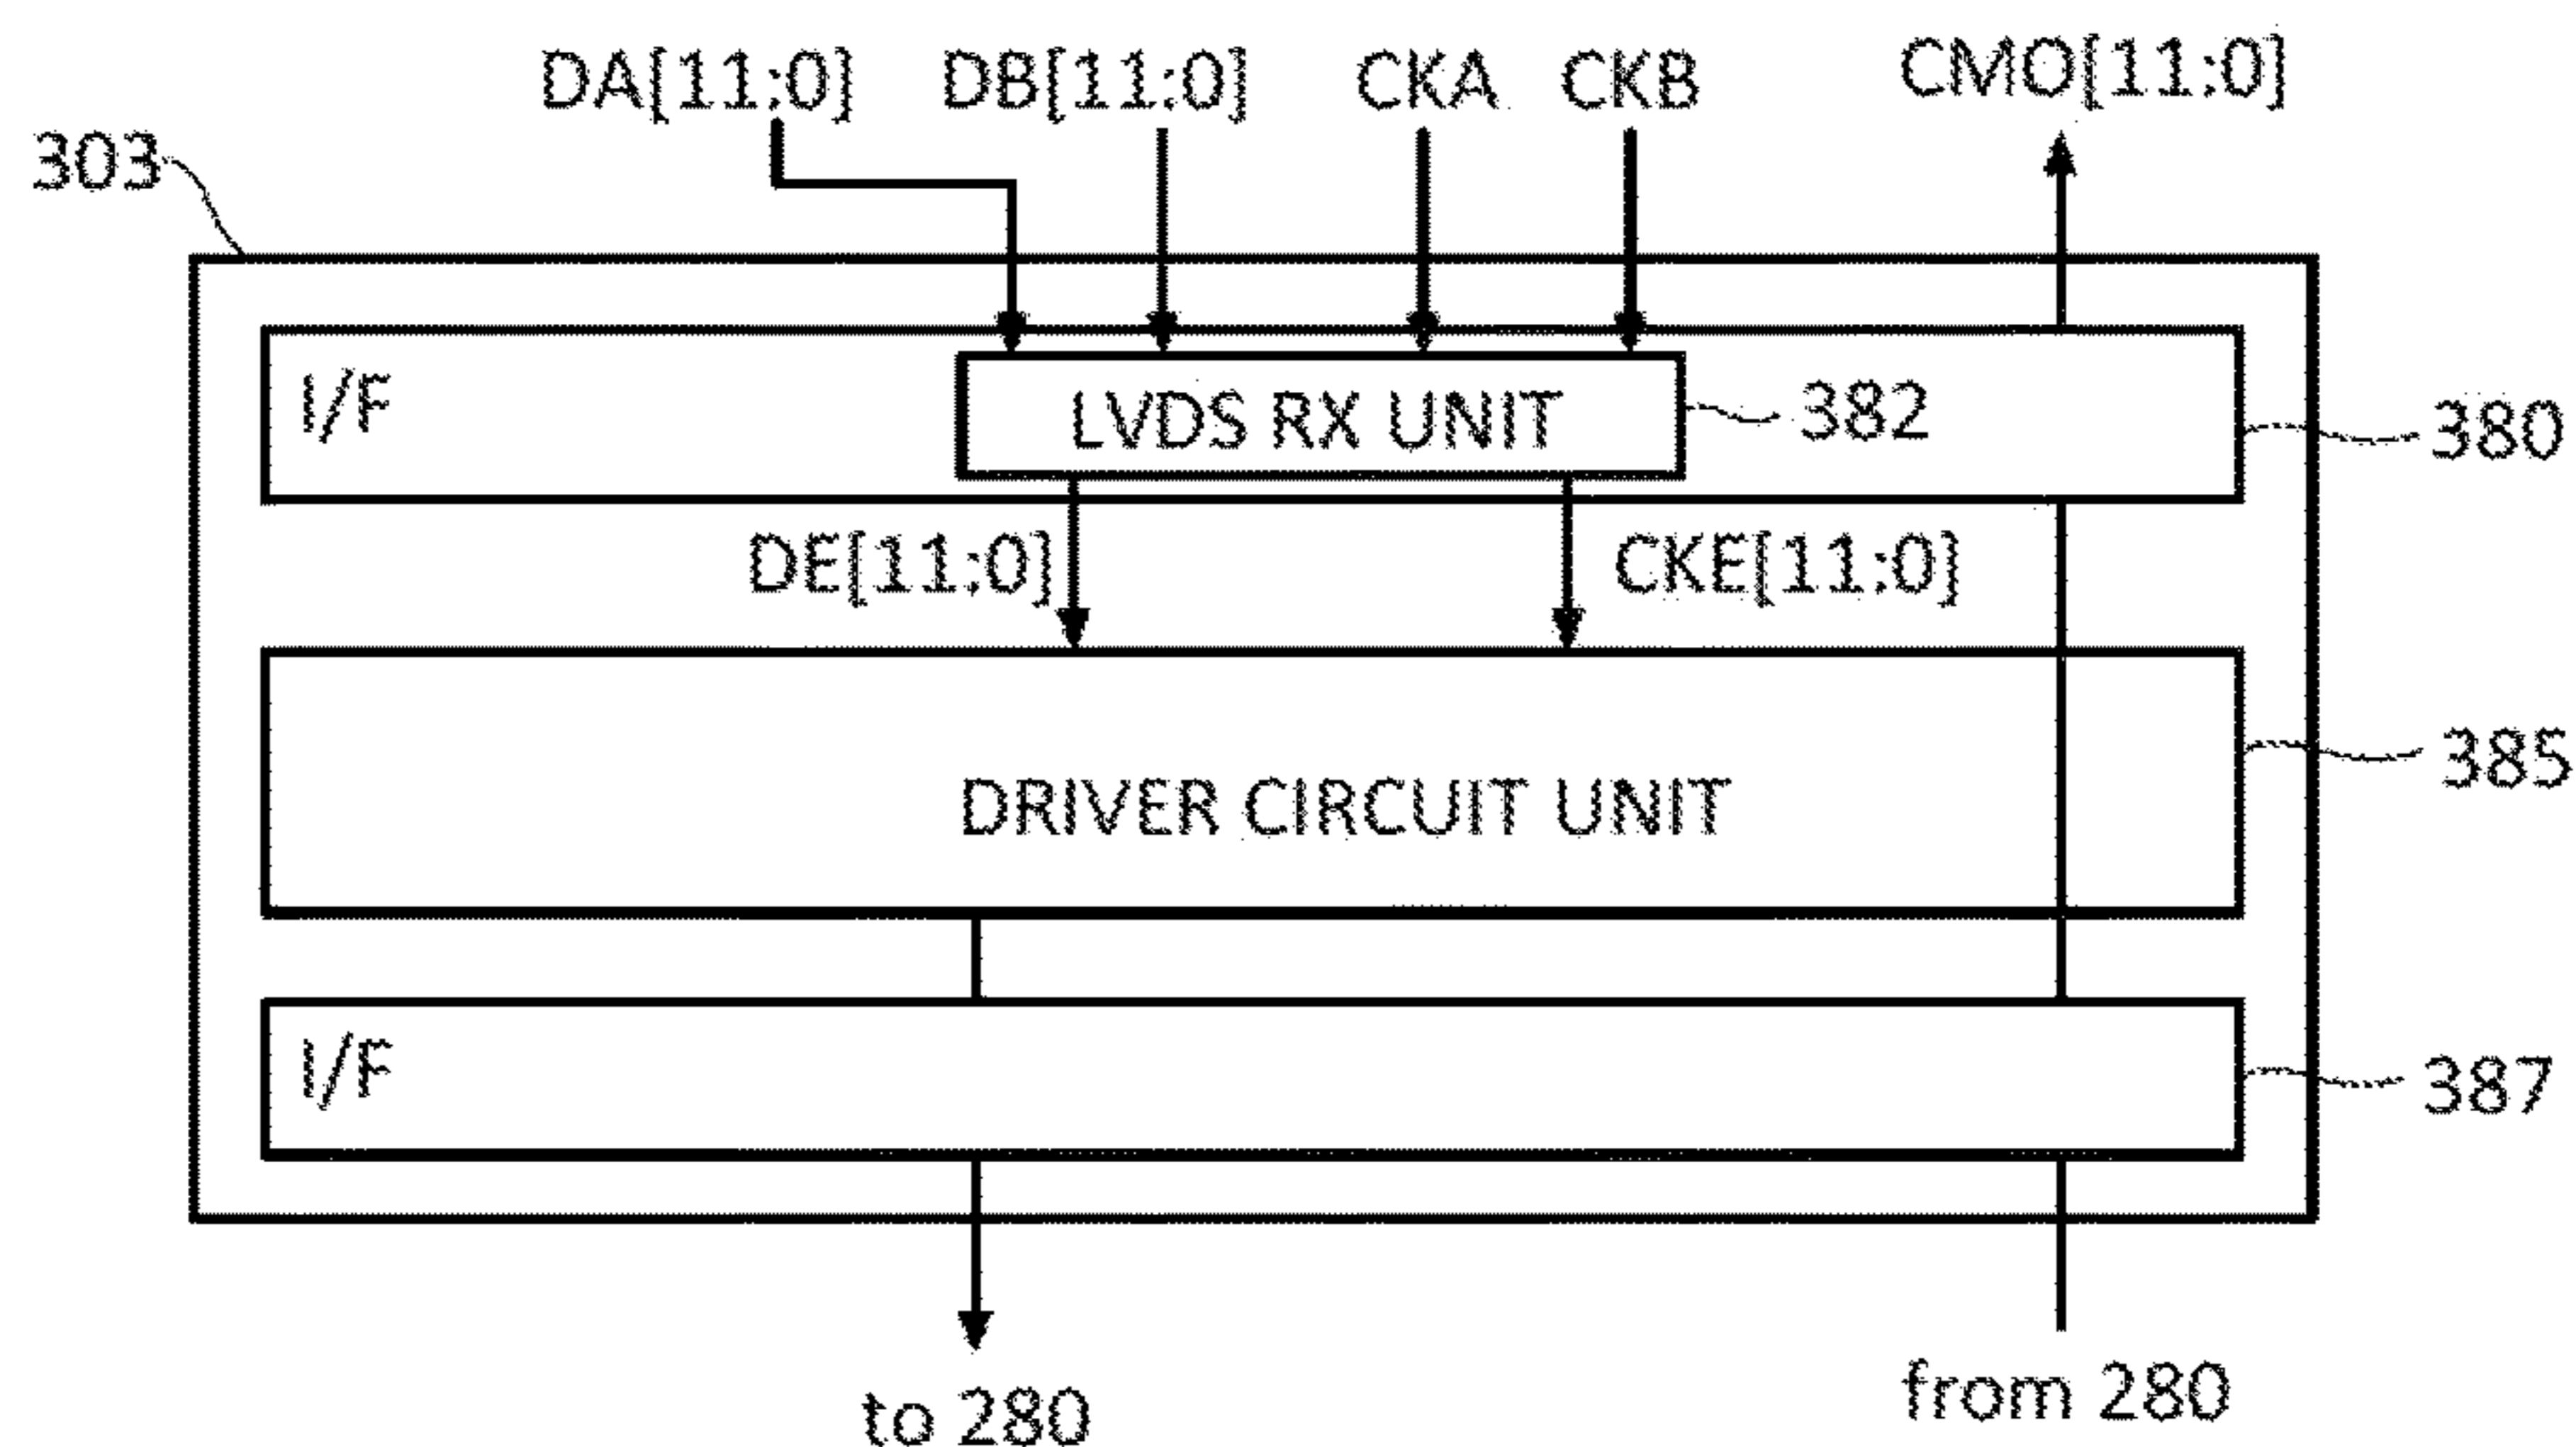 DA[11:0] DB[11:0] CKA CKB CMO[11:0]
303
I/F
LVDS RX UNIT
382
380
DE[11:0]
CKE[11:0]
385
DRIVER CIRCUIT UNIT
I/F
387
to 280
from 280